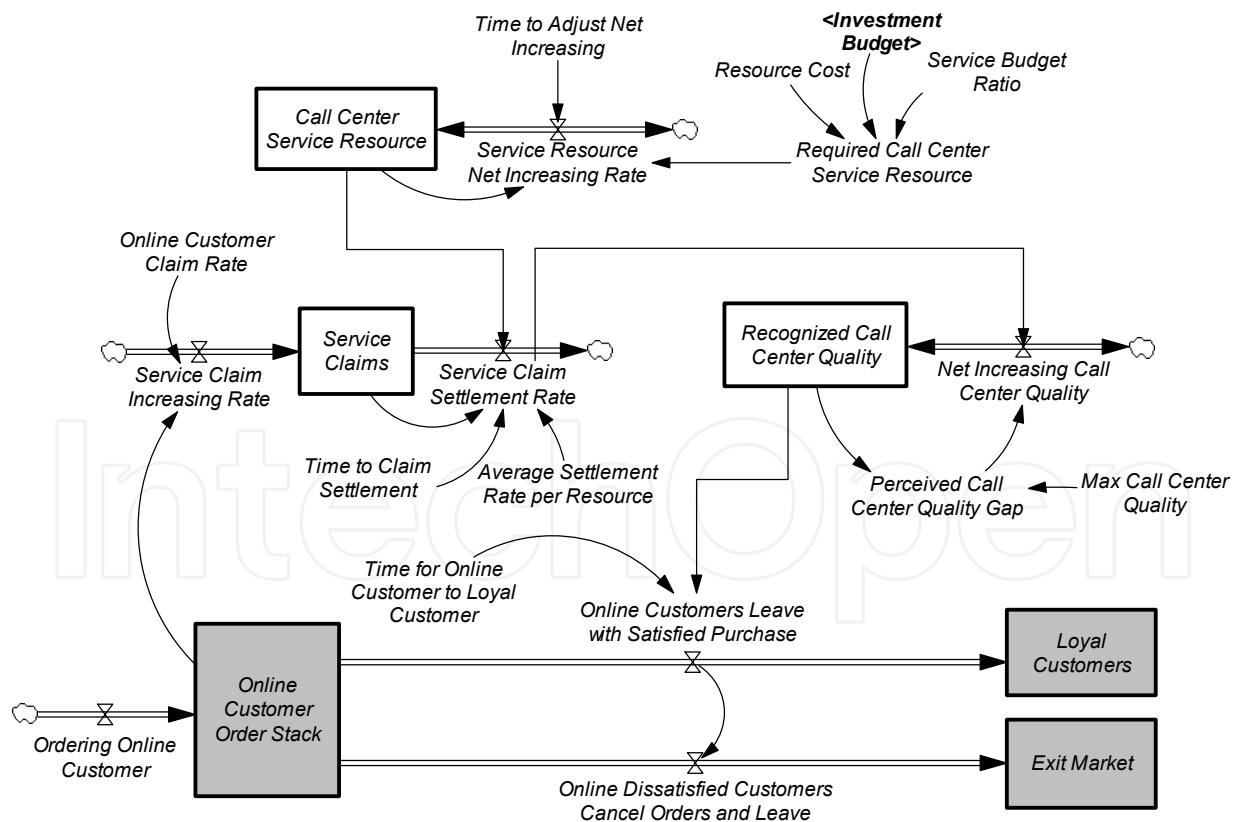 Time to Adjust Net
Increasing
<Investment
Budget>
Resource Cost
Service Budget
Ratio
Call Center
Service Resource
Service Resource
Net Increasing Rate
Required Call Center
Service Resource
Online Customer
Claim Rate
Service
Claims
Recognized Call
Center Quality
Service Claim
Increasing Rate
Service Claim
Settlement Rate
Net Increasing Call
Center Quality
Time to Claim
Settlement
Average Settlement
Rate per Resource
Perceived Call
Center Quality Gap
Max Call Center
Quality
IntechOpen
Time for Online
Customer to Loyal
Customer
Online Customers Leave
with Satisfied Purchase
Loyal
Customers
Online
Customer
Order Stack
Ordering Online
Customer
Exit Market
Online Dissatisfied Customers
Cancel Orders and Leave